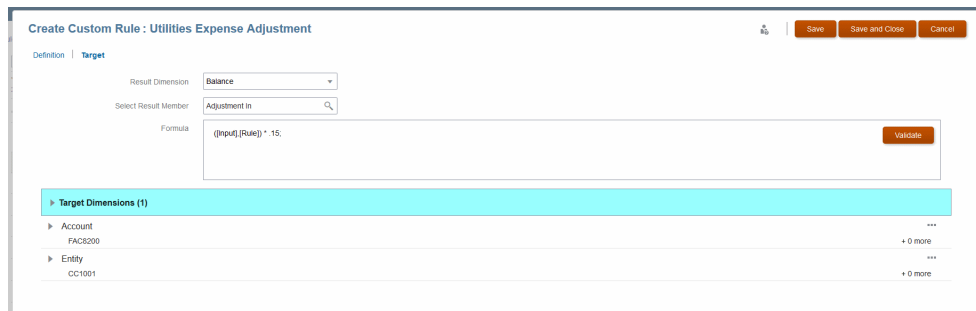 Create Custom Rule : Utilities Expense Adjustment
Save
Save and Close
Cancel
Definition | Target
Result Dimension Balance
Select Result Member Adjustment In
Formula ([Input],[Rule]) * .15;
Validate
Target Dimensions (1)
Account
FAC8200 + 0 more
Entity
CC1001 + 0 more